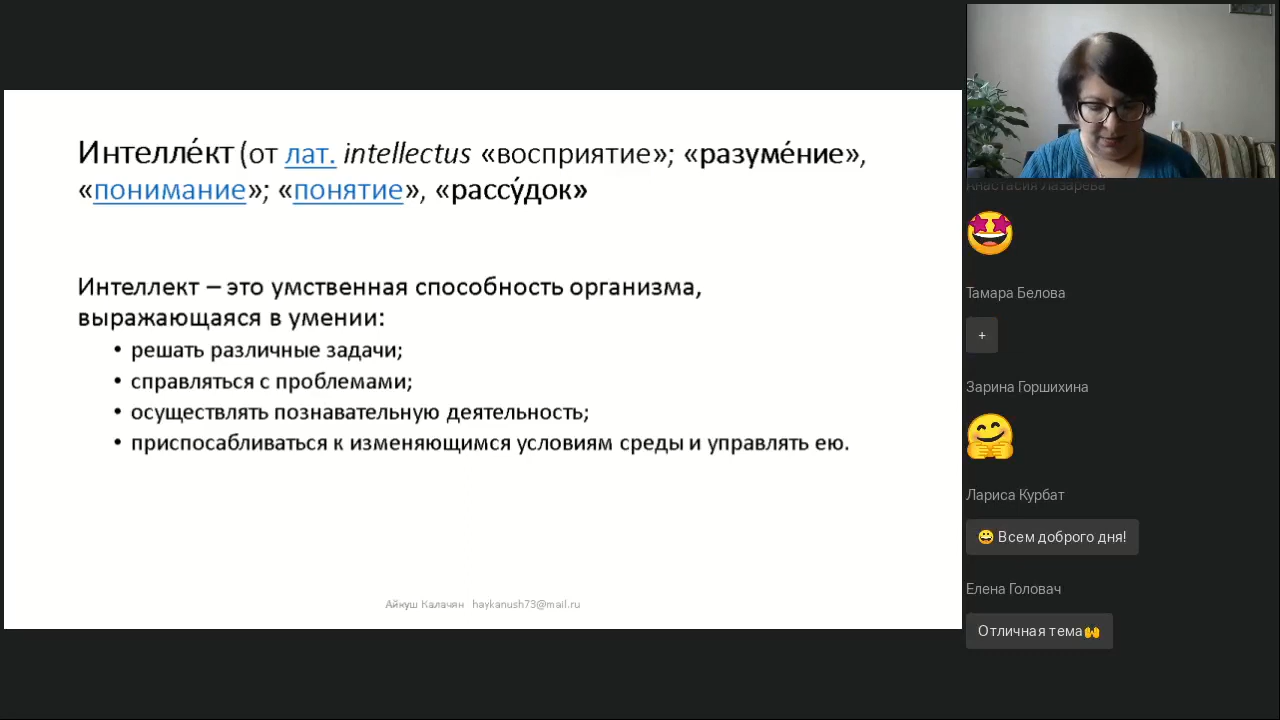 Интелле́кт (от лат. intellectus «восприятие»; «разуме́ние»,
«понимание»; «понятие», «рассу́док»
Интеллект – это умственная способность организма,
выражающаяся в умении:
• решать различные задачи;
• справляться с проблемами;
• осуществлять познавательную деятельность;
• приспосабливаться к изменяющимся условиям среды и управлять ею.
Айкуш Калачян haykanush73@mail.ru
Анастасия Лазарева
Тамара Белова
+
Зарина Горшихина
Лариса Курбат
😀 Всем доброго дня!
Елена Головач
Отличная тема🙌